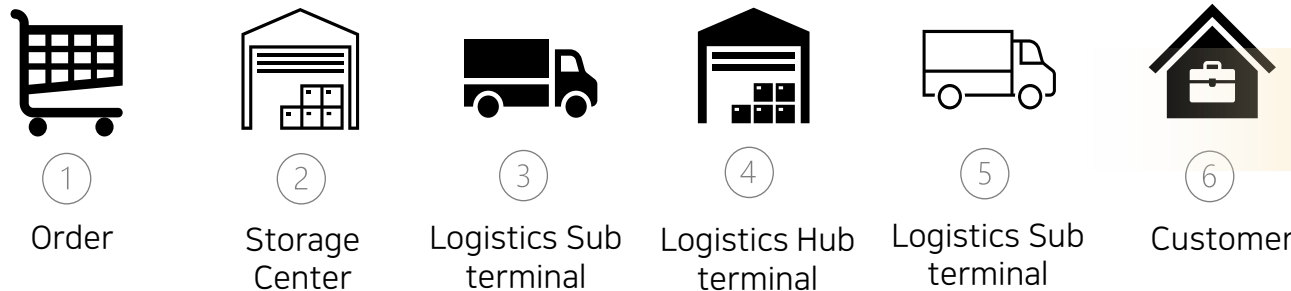 1
2
3
4
5
6
Order
Storage
Center
Logistics Sub
terminal
Logistics Hub
terminal
Logistics Sub
terminal
Customer